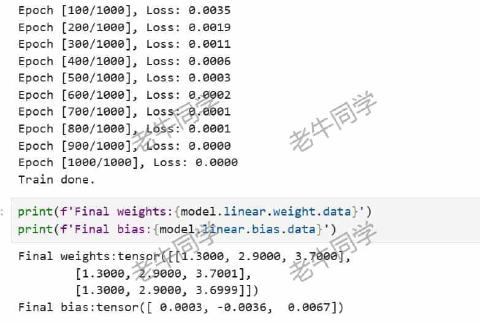 Epoch [100/1000], Loss: 0.0035
Epoch [200/1000], Loss: 0.0019
Epoch [300/1000], Loss: 0.0011
Epoch [400/1000], Loss: 0.0006
Epoch [500/1000], Loss: 0.0003
Epoch [600/1000], Loss: 0.0002
Epoch [700/1000], Loss: 0.0001
Epoch [800/1000], Loss: 0.0001
Epoch [900/1000], Loss: 0.0000
Epoch [1000/1000], Loss: 0.0000
Train done.
老牛同学
老牛同学
print(f'Final weights:{model.linear.weight.data}')
print(f'Final bias:{model.linear.bias.data}')
Final weights:tensor([[1.3000, 2.9000, 3.7000],
[1.3000, 2.9000, 3.7001],
[1.3000, 2.9000, 3.6999]])
Final bias:tensor([ 0.0003, -0.0036, 0.0067])
老牛同学
老牛同学